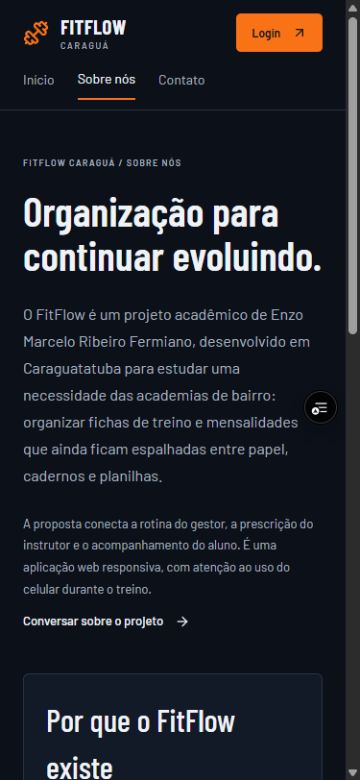 FITFLOW
CARAGUÁ
Login
Início
Sobre nós
Contato
FITFLOW CARAGUÁ / SOBRE NÓS
Organização para
continuar evoluindo.
O FitFlow é um projeto acadêmico de Enzo
Marcelo Ribeiro Fermiano, desenvolvido em
Caraguatatuba para estudar uma
necessidade das academias de bairro:
organizar fichas de treino e mensalidades
que ainda ficam espalhadas entre papel,
cadernos e planilhas.
A proposta conecta a rotina do gestor, a prescrição do
instrutor e o acompanhamento do aluno. É uma
aplicação web responsiva, com atenção ao uso do
celular durante o treino.
Conversar sobre o projeto
Por que o FitFlow
existe